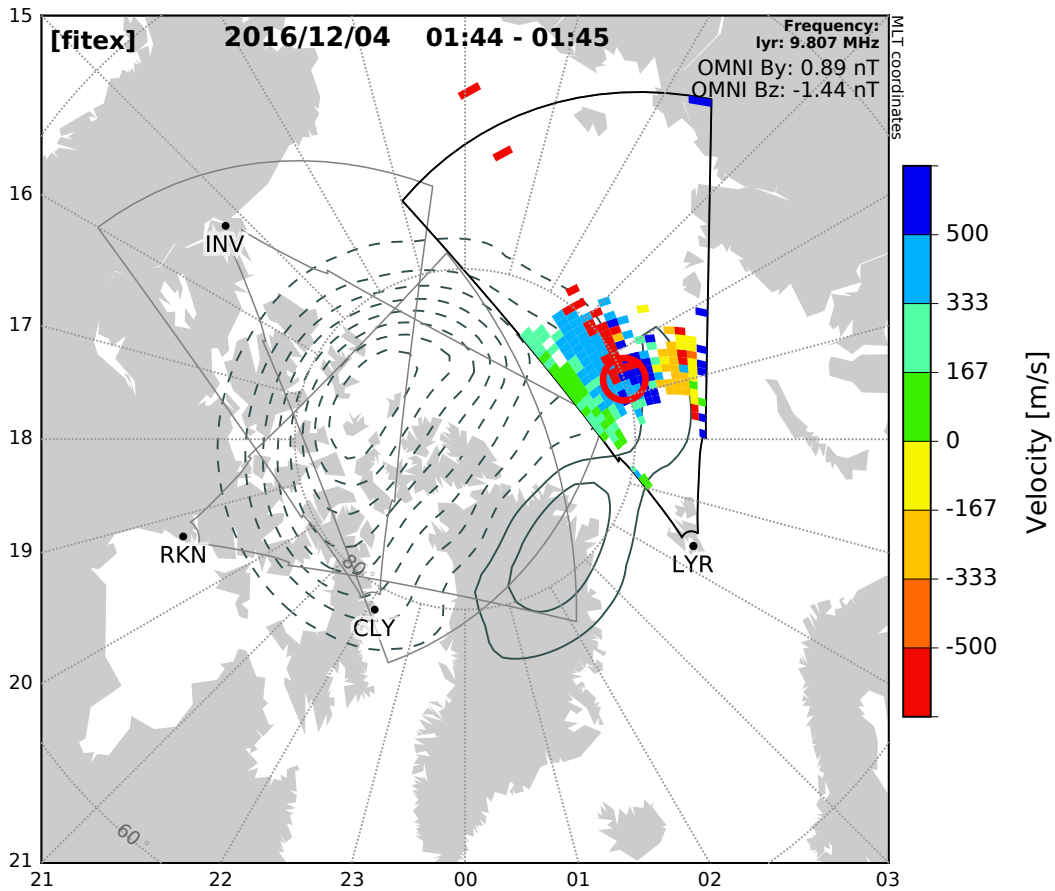 [fitex]
2016/12/04 01:44 - 01:45
Frequency:
lyr: 9.807 MHz
OMNI By: 0.89 nT
OMNI Bz: -1.44 nT
MLT coordinates
15
16
17
18
19
20
21
21 22 23 00 01 02 03
INV
RKN
CLY
LYR
80°
60°
500
333
167
0
-167
-333
-500
Velocity [m/s]